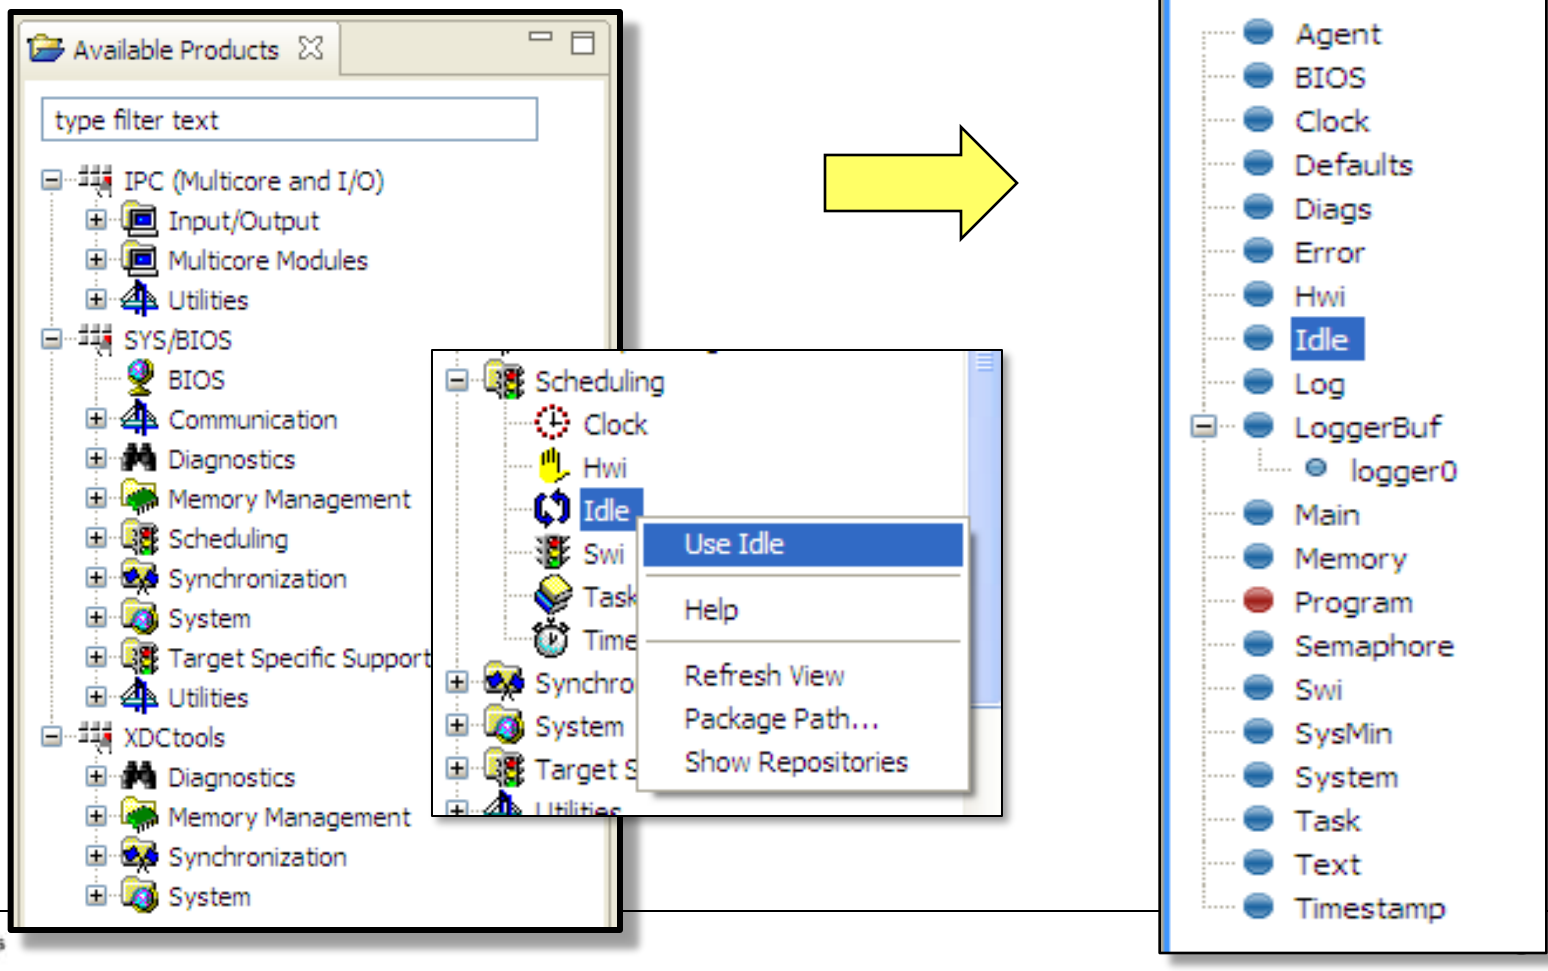 Available Products
type filter text
IPC (Multicore and I/O)
Input/Output
Multicore Modules
Utilities
SYS/BIOS
BIOS
Communication
Diagnostics
Memory Management
Scheduling
Synchronization
System
Target Specific Support
Utilities
XDCtools
Diagnostics
Memory Management
Synchronization
System
Scheduling
Clock
Hwi
Idle
Swi
Task
Time
Synchro
System
Target S
Utilities
Use Idle
Help
Refresh View
Package Path...
Show Repositories
Agent
BIOS
Clock
Defaults
Diags
Error
Hwi
Idle
Log
LoggerBuf
logger0
Main
Memory
Program
Semaphore
Swi
SysMin
System
Task
Text
Timestamp